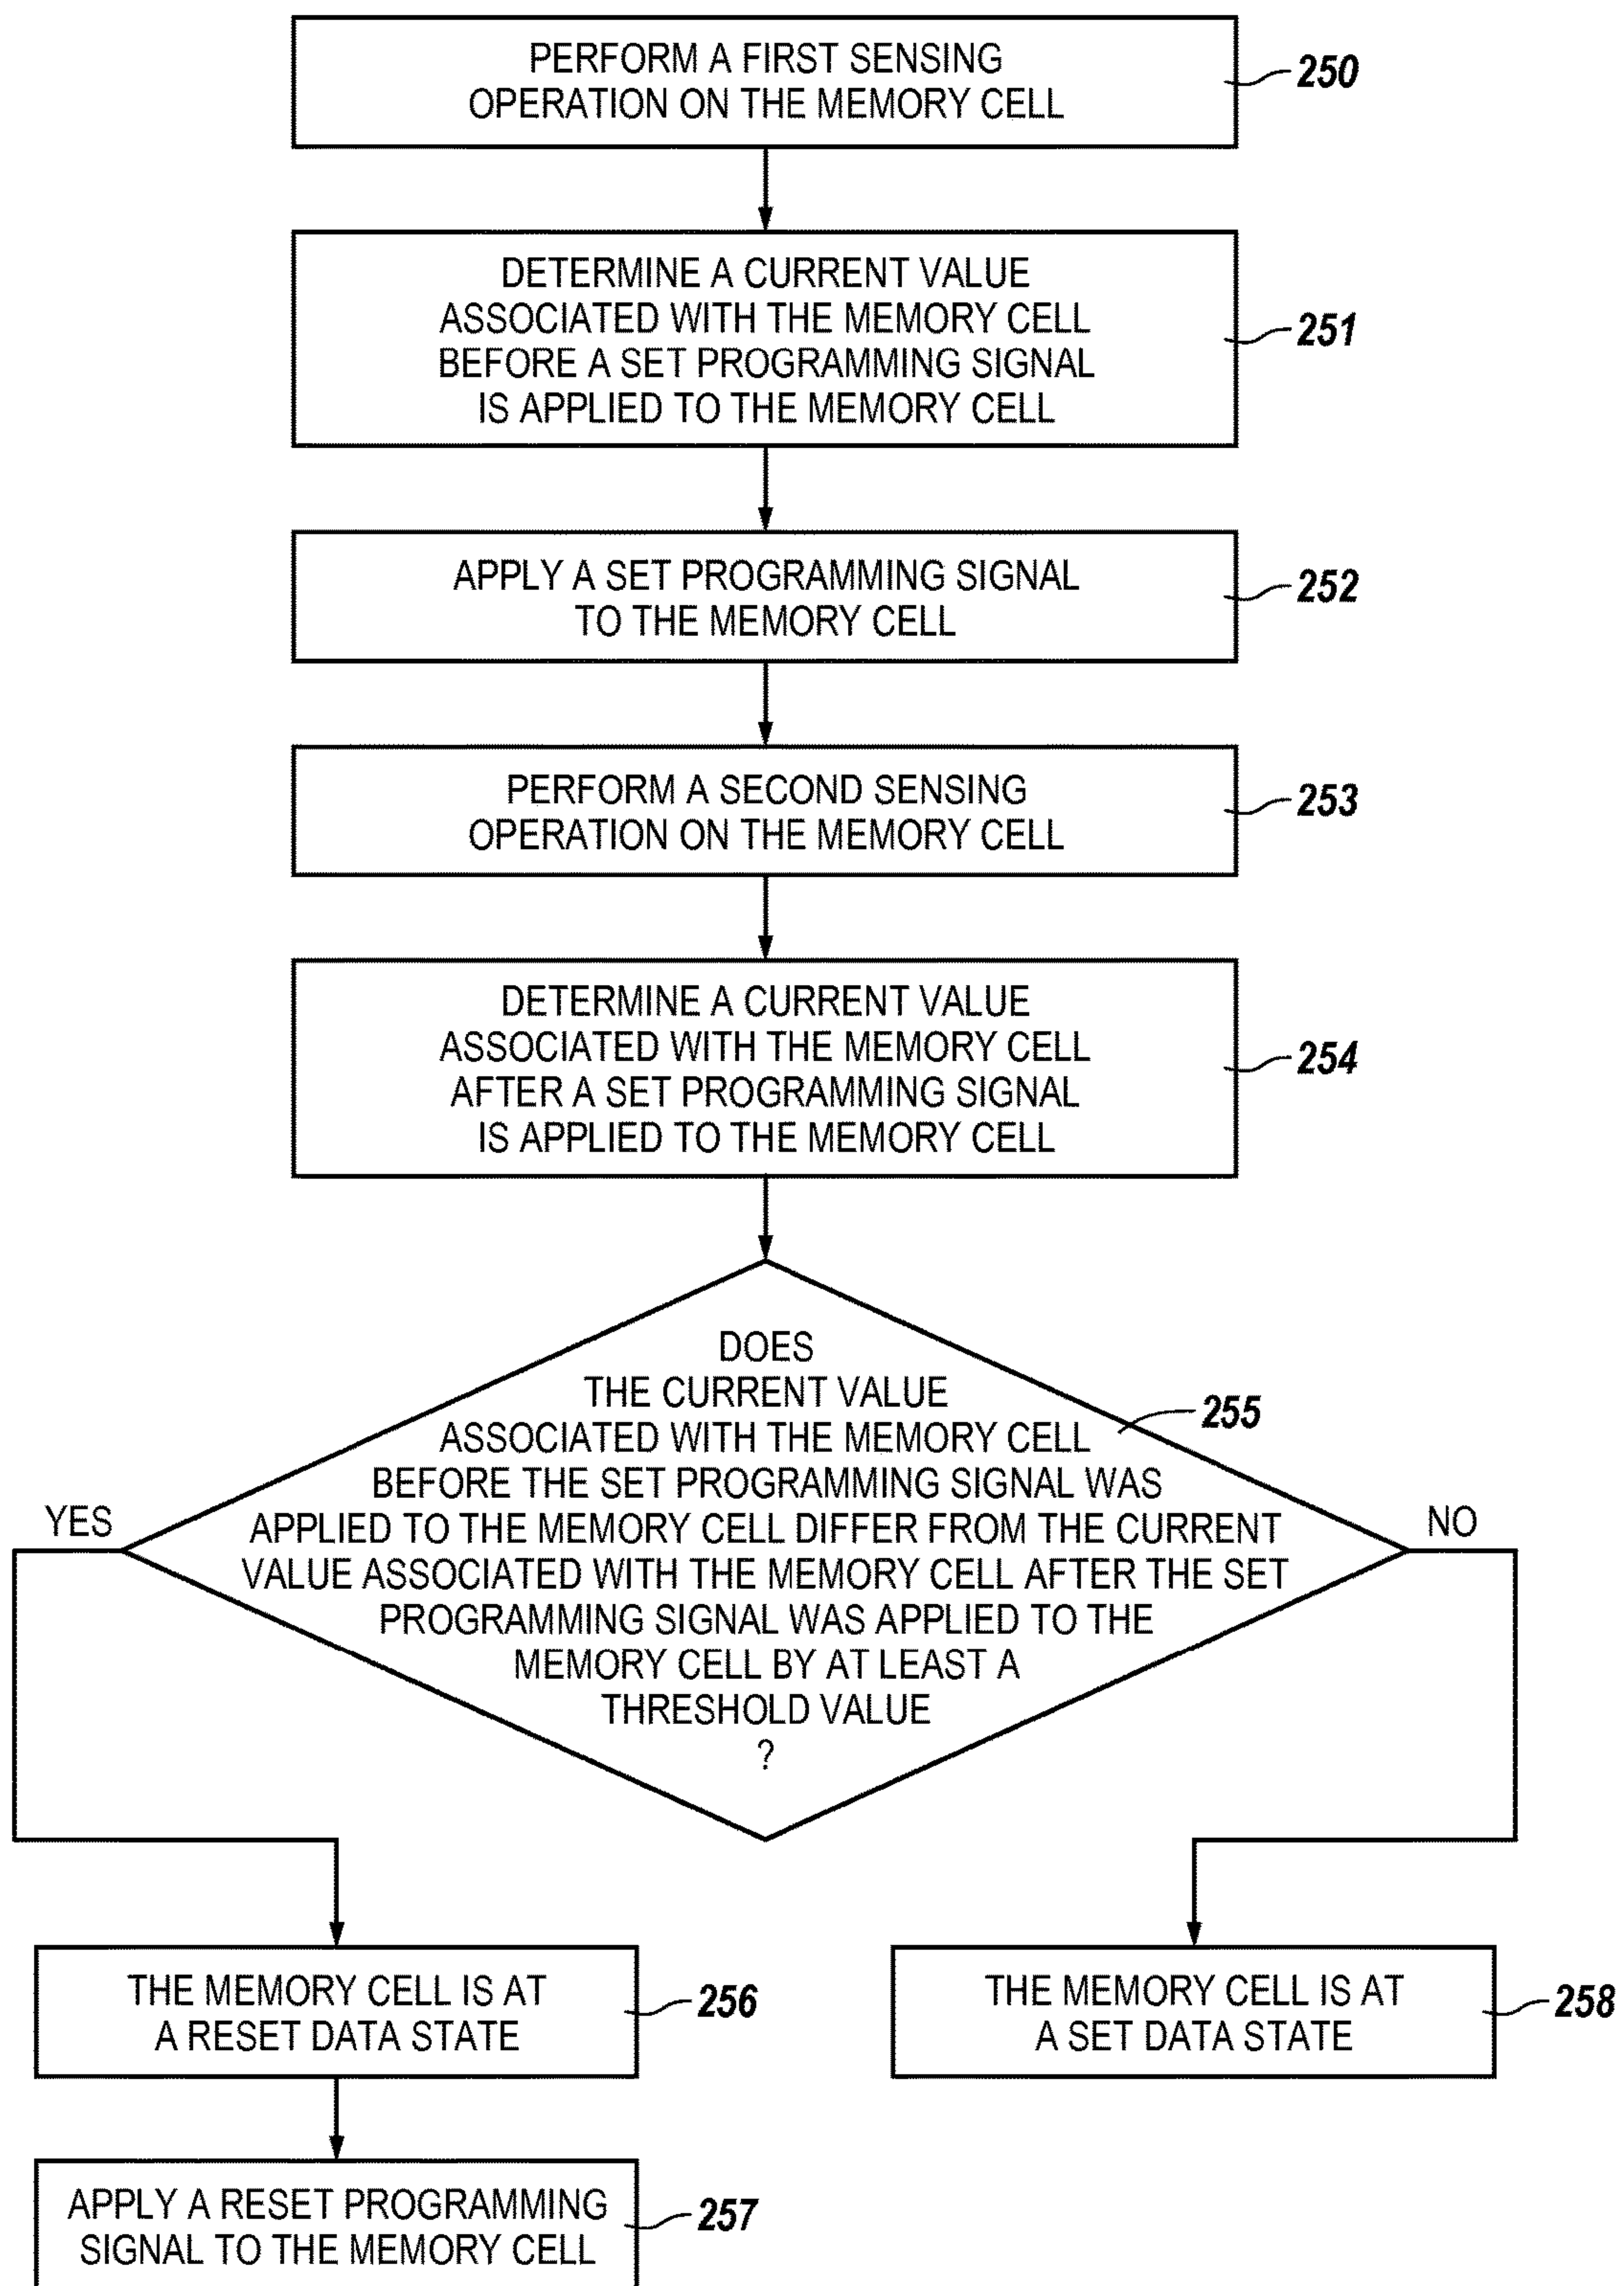 PERFORM A FIRST SENSING
OPERATION ON THE MEMORY CELL
250
DETERMINE A CURRENT VALUE
ASSOCIATED WITH THE MEMORY CELL
BEFORE A SET PROGRAMMING SIGNAL
IS APPLIED TO THE MEMORY CELL
251
APPLY A SET PROGRAMMING SIGNAL
TO THE MEMORY CELL
252
PERFORM A SECOND SENSING
OPERATION ON THE MEMORY CELL
253
DETERMINE A CURRENT VALUE
ASSOCIATED WITH THE MEMORY CELL
AFTER A SET PROGRAMMING SIGNAL
IS APPLIED TO THE MEMORY CELL
254
DOES
THE CURRENT VALUE
ASSOCIATED WITH THE MEMORY CELL
BEFORE THE SET PROGRAMMING SIGNAL WAS
APPLIED TO THE MEMORY CELL DIFFER FROM THE CURRENT
VALUE ASSOCIATED WITH THE MEMORY CELL AFTER THE SET
PROGRAMMING SIGNAL WAS APPLIED TO THE
MEMORY CELL BY AT LEAST A
THRESHOLD VALUE
?
255
YES
NO
THE MEMORY CELL IS AT
A RESET DATA STATE
256
THE MEMORY CELL IS AT
A SET DATA STATE
258
APPLY A RESET PROGRAMMING
SIGNAL TO THE MEMORY CELL
257